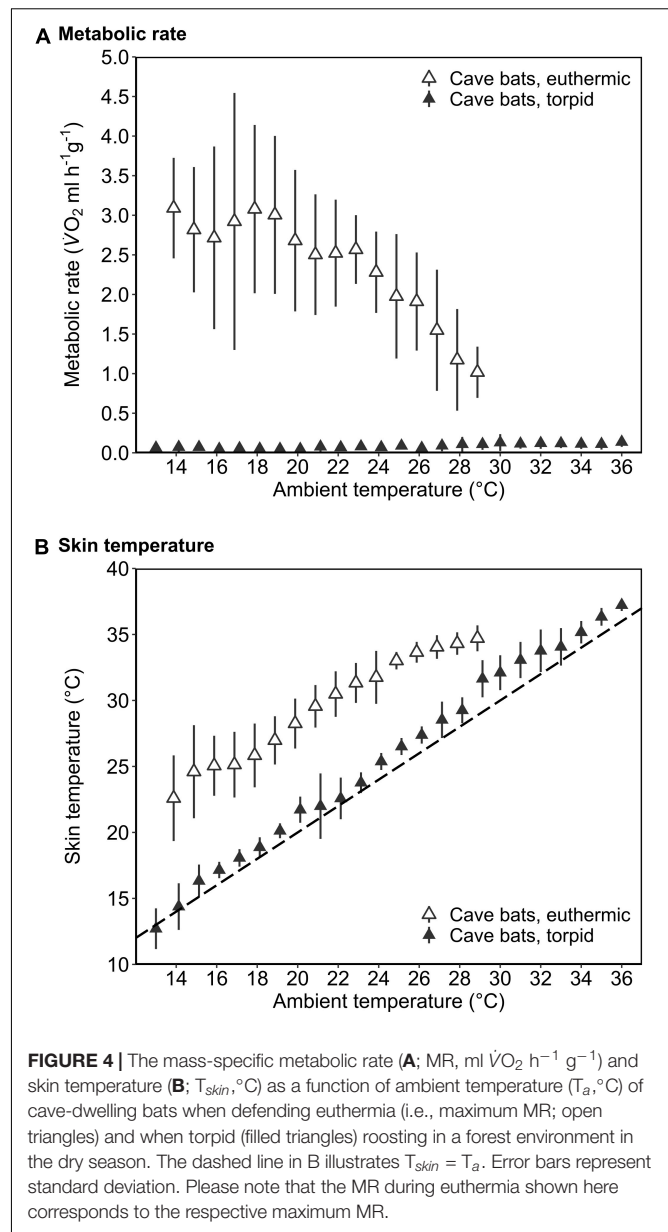 A Metabolic rate
5.0
4.5
4.0
3.5
3.0
2.5
2.0
1.5
1.0
0.5
0.0
Metabolic rate (V̇O₂ ml h⁻¹g⁻¹)
Cave bats, euthermic
Cave bats, torpid
14 16 18 20 22 24 26 28 30 32 34 36
Ambient temperature (°C)
B Skin temperature
40
35
30
25
20
15
10
Skin temperature (°C)
Cave bats, euthermic
Cave bats, torpid
14 16 18 20 22 24 26 28 30 32 34 36
Ambient temperature (°C)
FIGURE 4 | The mass-specific metabolic rate (A; MR, ml V̇O₂ h⁻¹ g⁻¹) and
skin temperature (B; Tskin,°C) as a function of ambient temperature (Ta,°C) of
cave-dwelling bats when defending euthermia (i.e., maximum MR; open
triangles) and when torpid (filled triangles) roosting in a forest environment in
the dry season. The dashed line in B illustrates Tskin = Ta. Error bars represent
standard deviation. Please note that the MR during euthermia shown here
corresponds to the respective maximum MR.